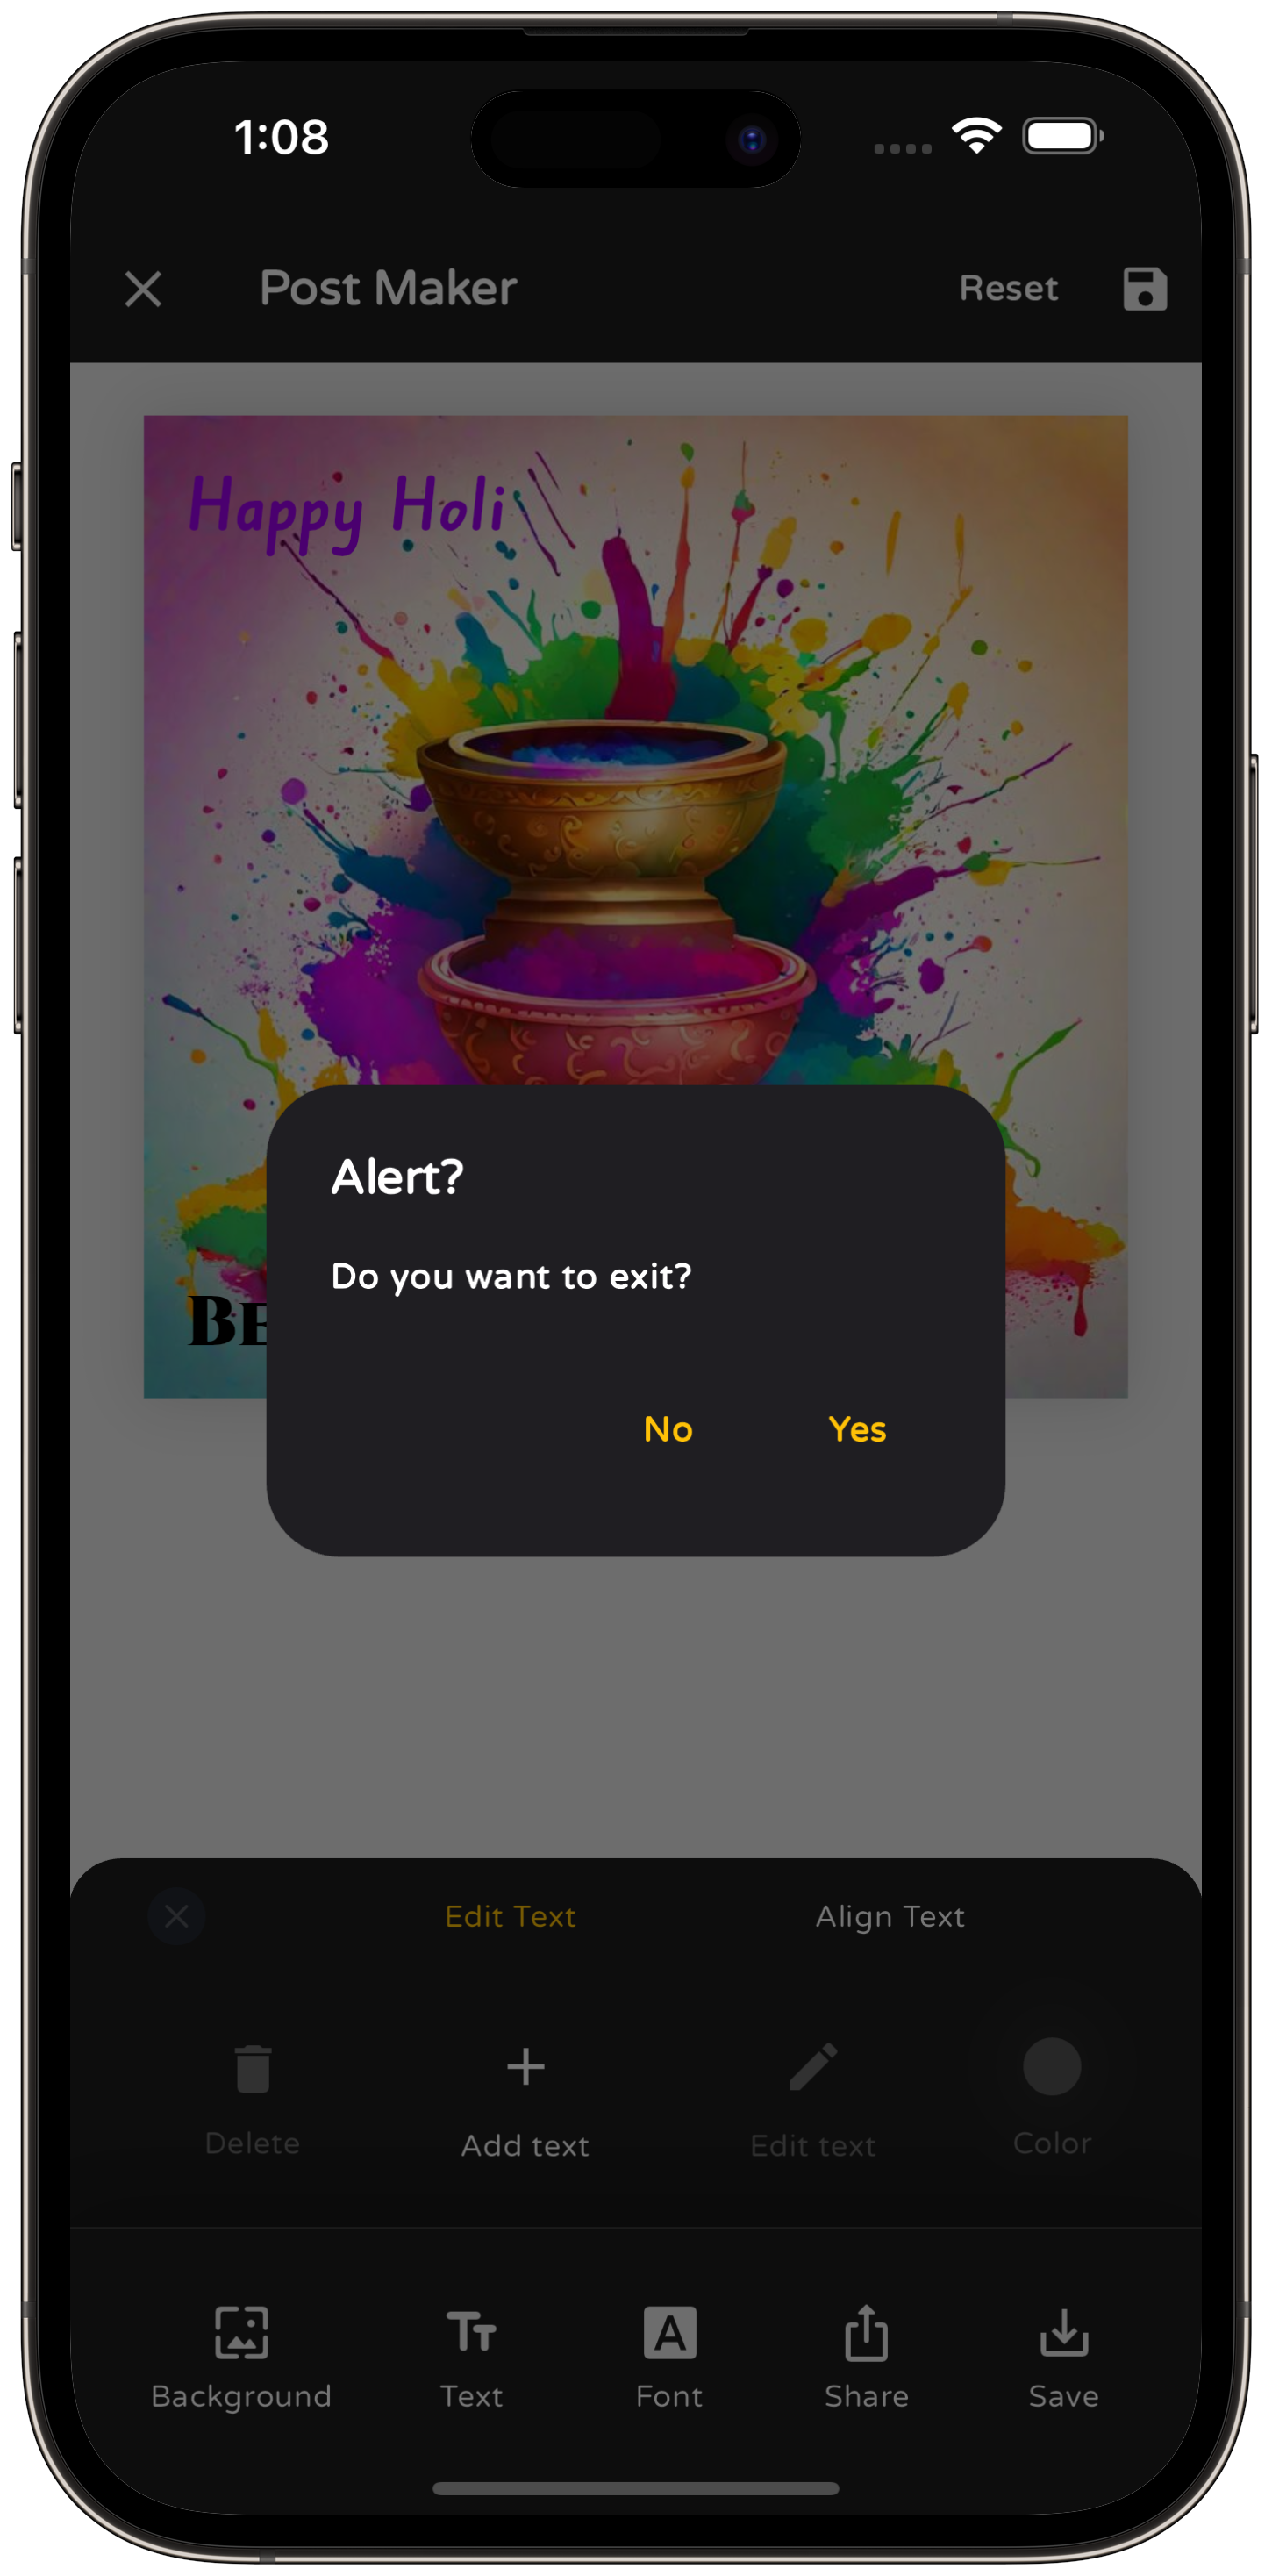 1:08
Post Maker Reset
Happy Holi
Alert?
Do you want to exit?
No Yes
Edit Text Align Text
Delete Add text Edit text Color
Background Text Font Share Save